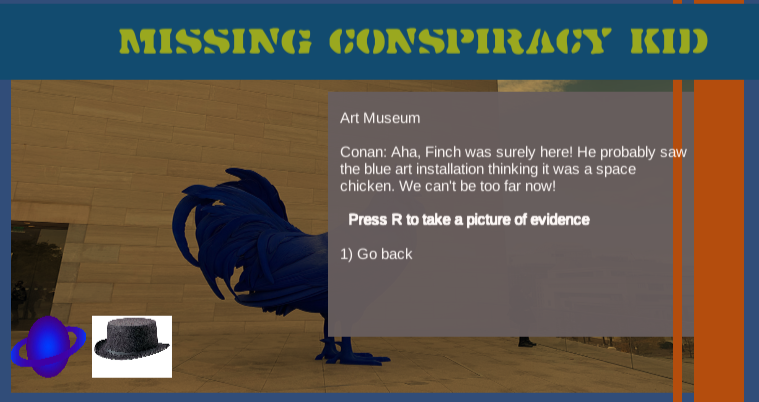 MISSING CONSPIRACY KID
Art Museum
Conan: Aha, Finch was surely here! He probably saw
the blue art installation thinking it was a space
chicken. We can't be too far now!
Press R to take a picture of evidence
1) Go back